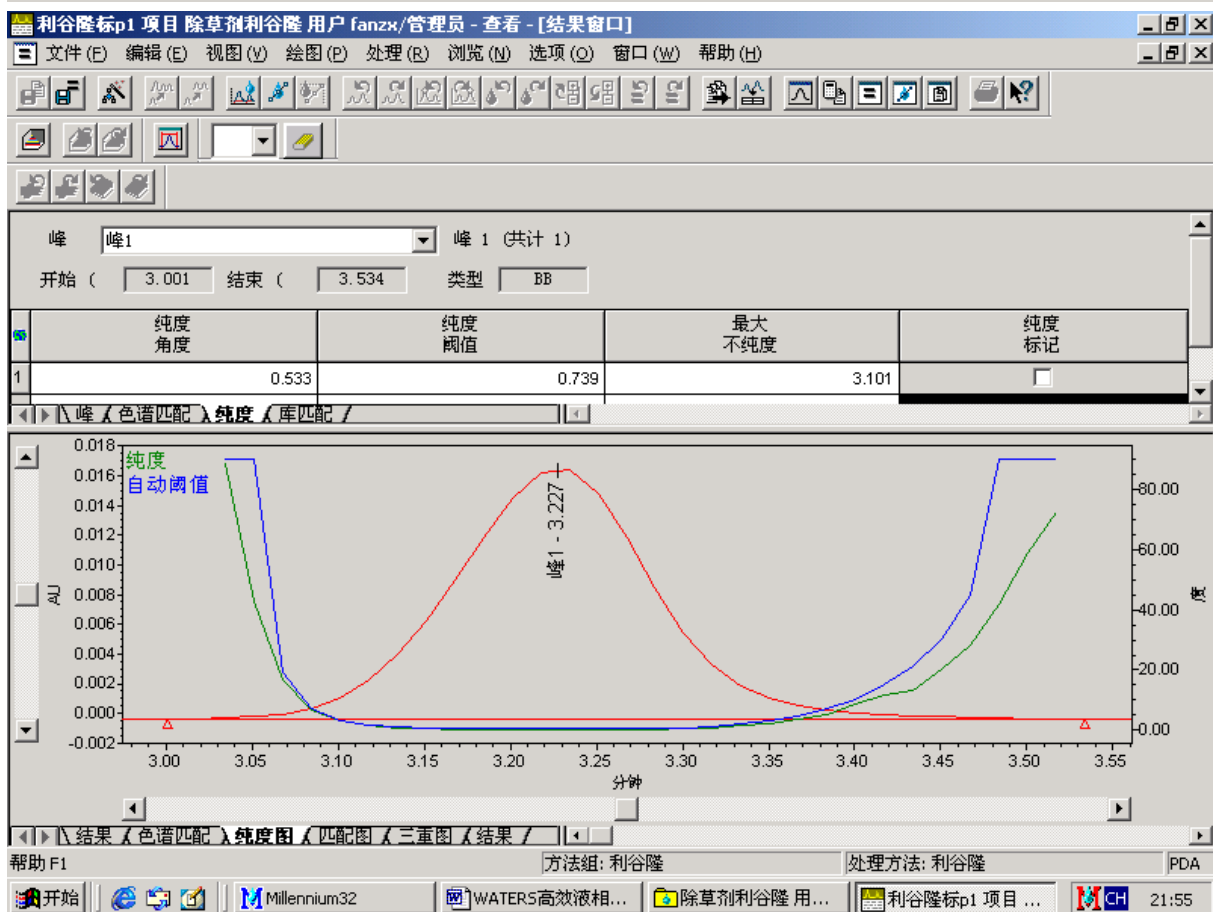 利谷隆标p1 项目 除草剂利谷隆 用户 fanzx/管理员 - 查看 - [结果窗口]
文件(F) 编辑(E) 视图(V) 绘图(P) 处理(R) 浏览(N) 选项(O) 窗口(W) 帮助(H)
峰 峰1 峰 1 (共计 1)
开始 ( 3.001 结束 ( 3.534 类型 BB
纯度 角度 纯度 阈值 最大 不纯度 纯度 标记
1 0.533 0.739 3.101
峰 色谱匹配 纯度 库匹配
纯度
自动阈值
0.018
0.016
0.014
0.012
0.010
0.008
0.006
0.004
0.002
0.000
-0.002
AU
峰1 - 3.227
80.00
60.00
40.00
20.00
0.00
度
3.00 3.05 3.10 3.15 3.20 3.25 3.30 3.35 3.40 3.45 3.50 3.55
分钟
结果 色谱匹配 纯度图 匹配图 三重图 结果
帮助 F1 方法组: 利谷隆 处理方法: 利谷隆 PDA
开始 Millennium32 WATERS高效液相... 除草剂利谷隆 用... 利谷隆标p1 项目 ... CH 21:55